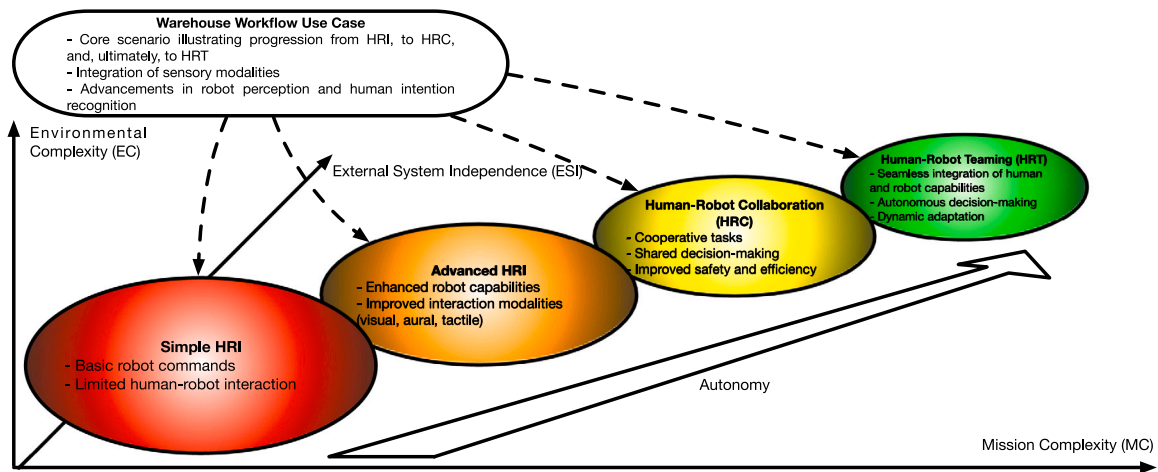 Warehouse Workflow Use Case
- Core scenario illustrating progression from HRI, to HRC,
and, ultimately, to HRT
- Integration of sensory modalities
- Advancements in robot perception and human intention
recognition
Environmental
Complexity (EC)
External System Independence (ESI)
Human-Robot Teaming (HRT)
- Seamless integration of human
and robot capabilities
- Autonomous decision-making
- Dynamic adaptation
Human-Robot Collaboration
(HRC)
- Cooperative tasks
- Shared decision-making
- Improved safety and efficiency
Advanced HRI
- Enhanced robot capabilities
- Improved interaction modalities
(visual, aural, tactile)
Simple HRI
- Basic robot commands
- Limited human-robot interaction
Autonomy
Mission Complexity (MC)